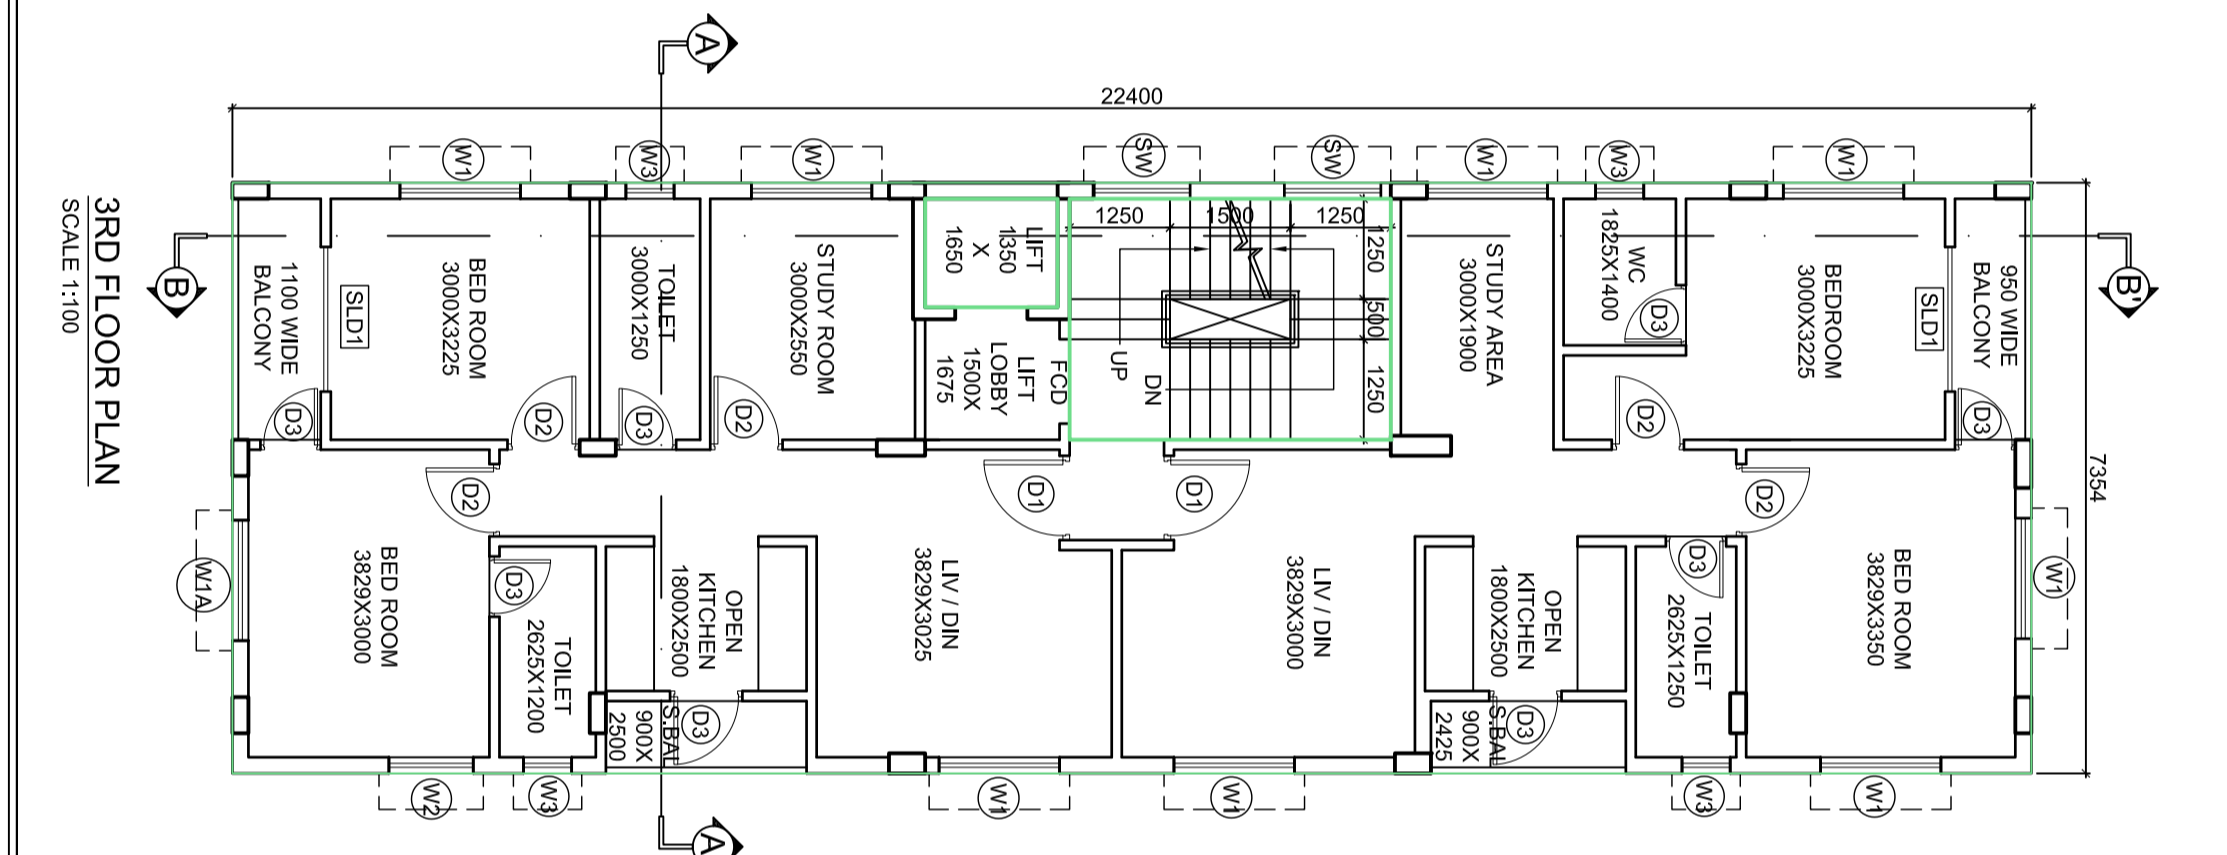 3RD FLOOR PLAN
SCALE 1:100
A
22400
W1
W3
W1
SW
SW
W1
W3
W1
B
B'
7354
1100 WIDE
BALCONY
SLD1
BED ROOM
3000X3225
TOILET
3000X1250
STUDY ROOM
3000X2550
LIFT
1350
X
1650
FCD
LIFT
LOBBY
1500X
1675
1250
1500
1250
1250
500
1250
UP
DN
STUDY AREA
3000X1900
WC
1825X1400
D3
BEDROOM
3000X3225
SLD1
950 WIDE
BALCONY
D3
D2
D3
D2
D2
D3
D2
D1
D1
D2
W1A
BED ROOM
3829X3000
D3
TOILET
2625X1200
OPEN
KITCHEN
1800X2500
LIV / DIN
3829X3025
LIV / DIN
3829X3000
OPEN
KITCHEN
1800X2500
D3
TOILET
2625X1250
BED ROOM
3829X3350
W1
S.BAL
900X
2500
D3
S.BAL
900X
2425
D3
W2
W3
W1
W1
W3
W1
A